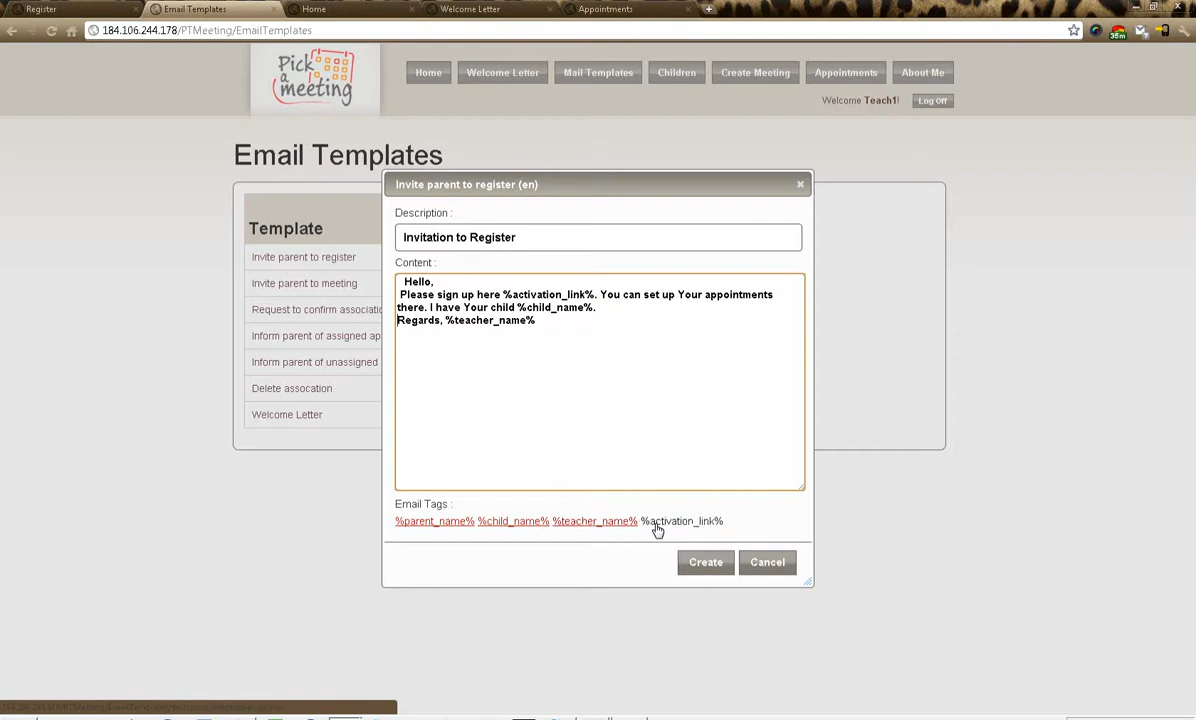 Register
Email Templates
Home
Welcome Letter
Appointments
184.106.244.178/PTMeeting/EmailTemplates
35m
Pick
a
meeting
Home
Welcome Letter
Mail Templates
Children
Create Meeting
Appointments
About Me
Welcome Teach1!
Log Off
Email Templates
Template
Invite parent to register
Invite parent to meeting
Request to confirm associatio
Inform parent of assigned ap
Inform parent of unassigned
Delete assocation
Welcome Letter
Invite parent to register (en)
Description :
Invitation to Register
Content :
Hello,
Please sign up here %activation_link%. You can set up Your appointments
there. I have Your child %child_name%.
Regards, %teacher_name%
Email Tags :
%parent_name% %child_name% %teacher_name% %activation_link%
Create
Cancel